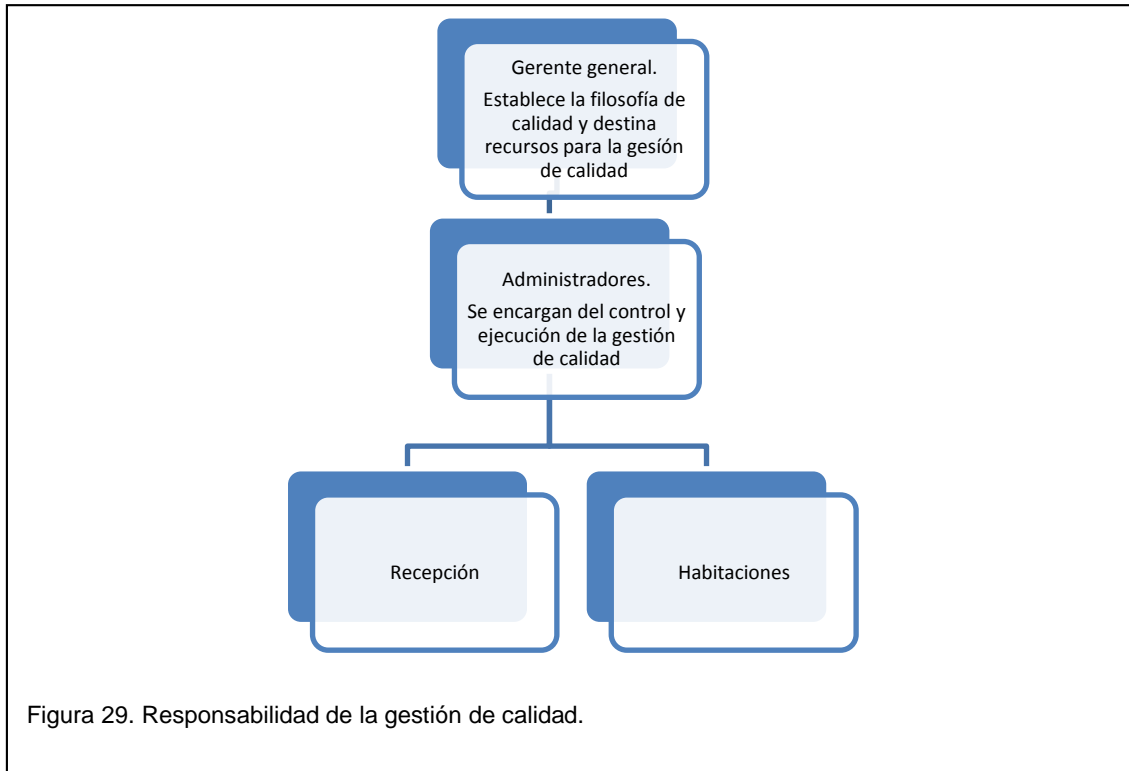 Gerente general.
Establece la filosofía de
calidad y destina
recursos para la gesíón
de calidad
Administradores.
Se encargan del control y
ejecución de la gestión
de calidad
Recepción
Habitaciones
Figura 29. Responsabilidad de la gestión de calidad.